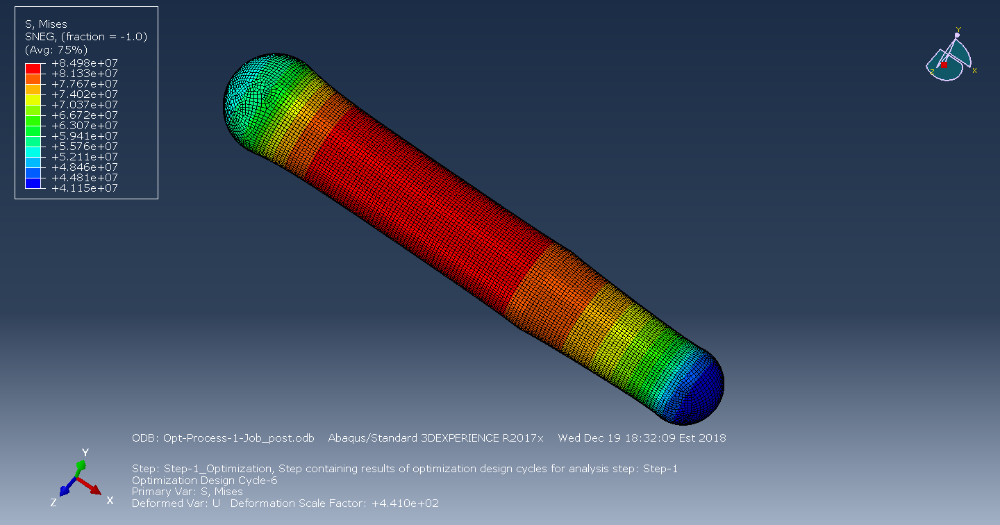 S, Mises
SNEG, (fraction = -1.0)
(Avg: 75%)
+8.498e+07
+8.133e+07
+7.767e+07
+7.402e+07
+7.037e+07
+6.672e+07
+6.307e+07
+5.941e+07
+5.576e+07
+5.211e+07
+4.846e+07
+4.481e+07
+4.115e+07
Y
X
Z
ODB: Opt-Process-1-Job_post.odb    Abaqus/Standard 3DEXPERIENCE R2017x    Wed Dec 19 18:32:09 Est 2018
Y
Z
X
Step: Step-1_Optimization, Step containing results of optimization design cycles for analysis step: Step-1
Optimization Design Cycle-6
Primary Var: S, Mises
Deformed Var: U   Deformation Scale Factor: +4.410e+02